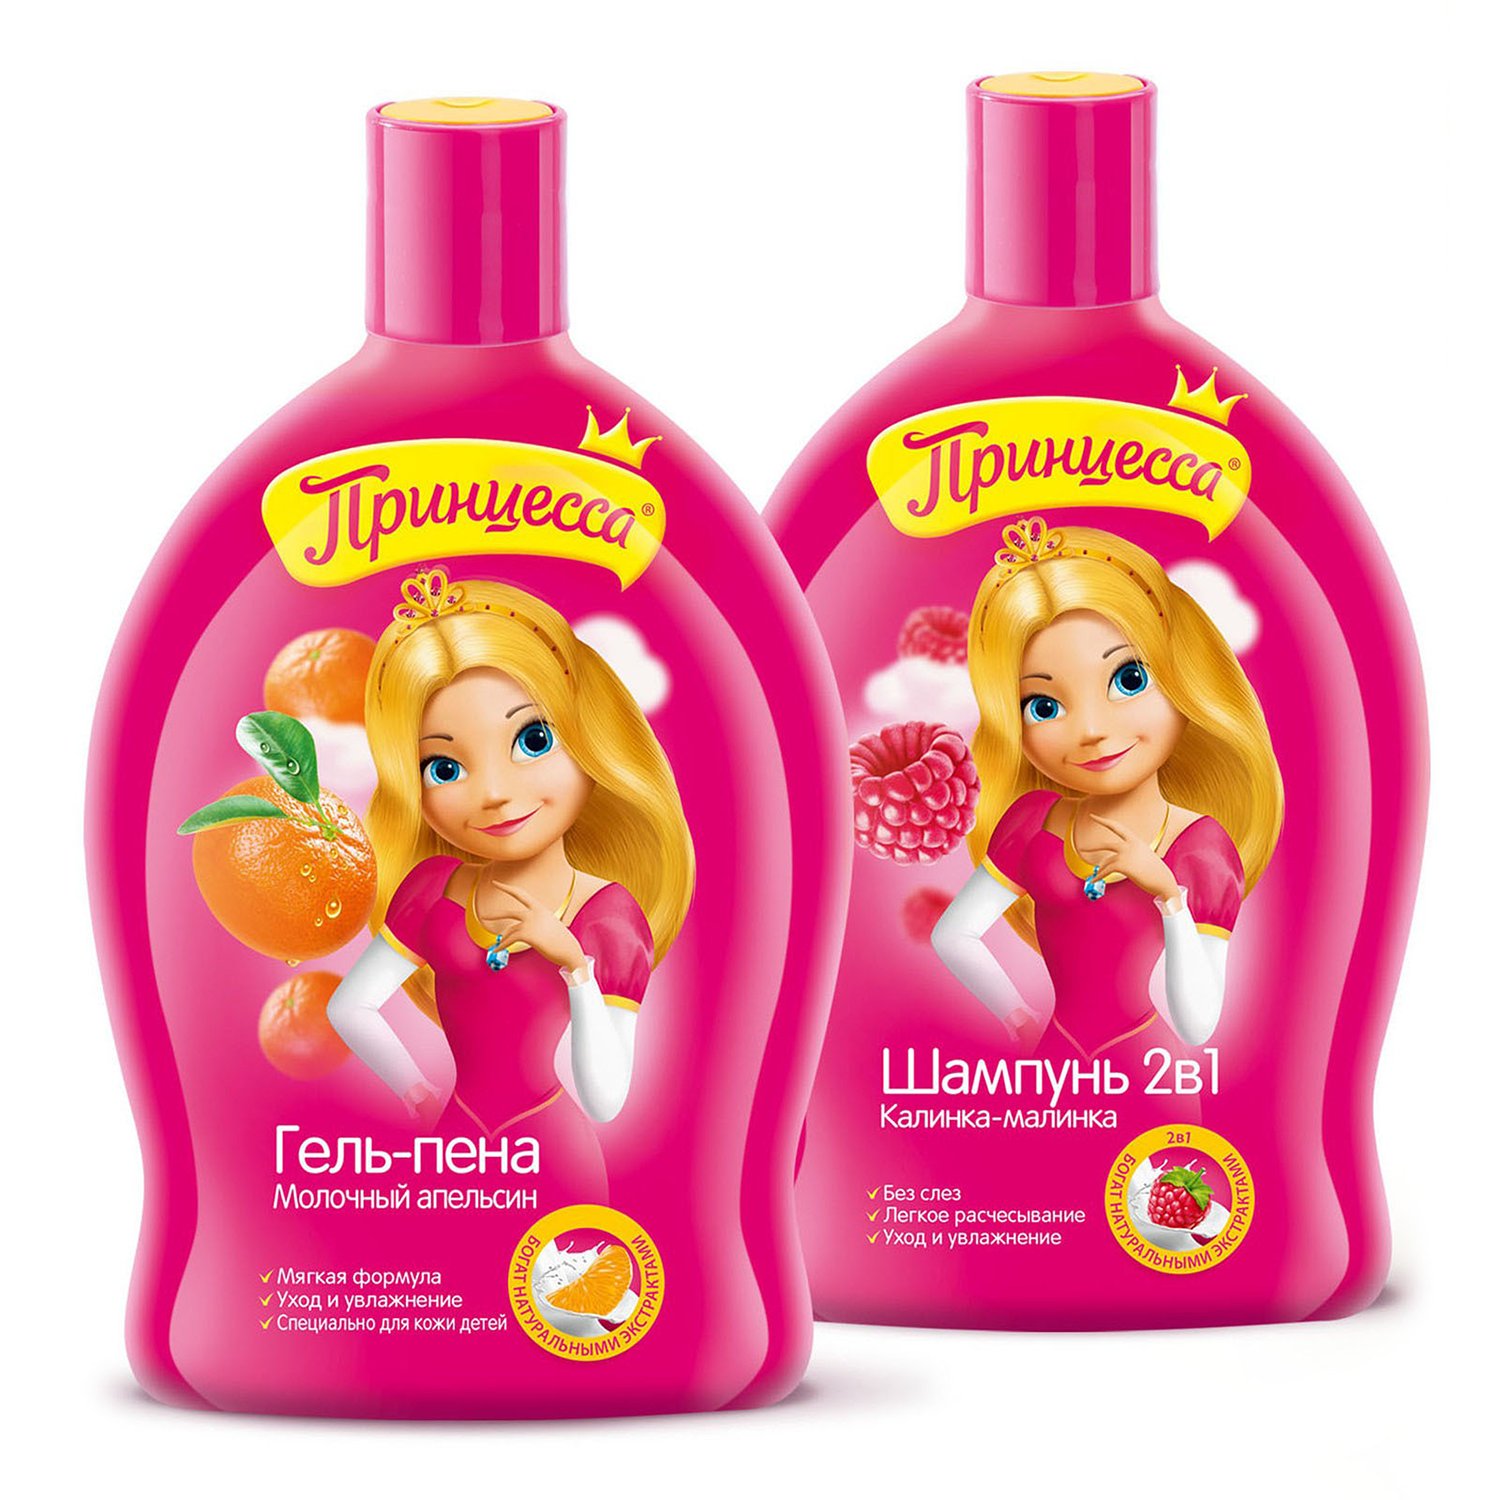 Принцесса®
Гель-пена
Молочный апельсин
Мягкая формула
Уход и увлажнение
Специально для кожи детей
БОГАТ НАТУРАЛЬНЫМИ ЭКСТРАКТАМИ
Принцесса®
Шампунь 2в1
Калинка-малинка
Без слез
Легкое расчесывание
Уход и увлажнение
2в1
БОГАТ НАТУРАЛЬНЫМИ ЭКСТРАКТАМИ